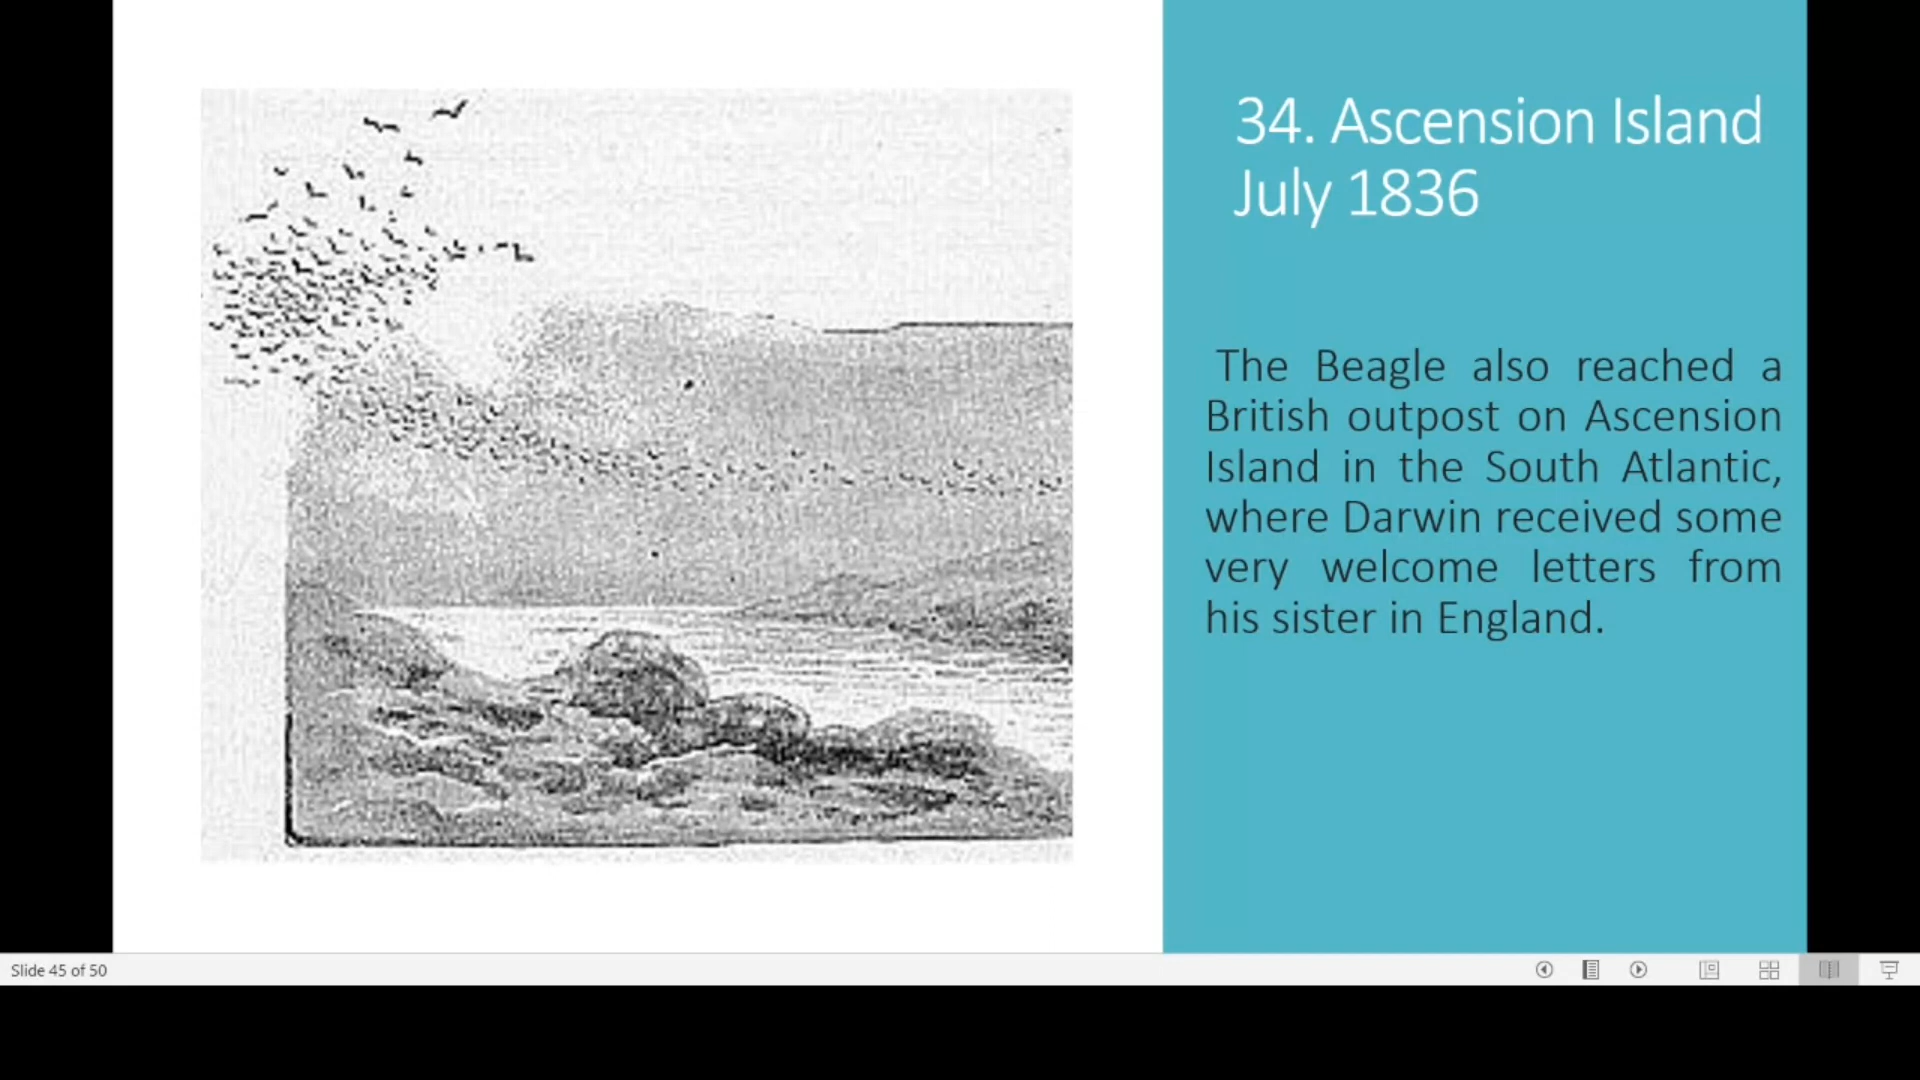 34. Ascension Island
July 1836
The Beagle also reached a
British outpost on Ascension
Island in the South Atlantic,
where Darwin received some
very welcome letters from
his sister in England.
Slide 45 of 50